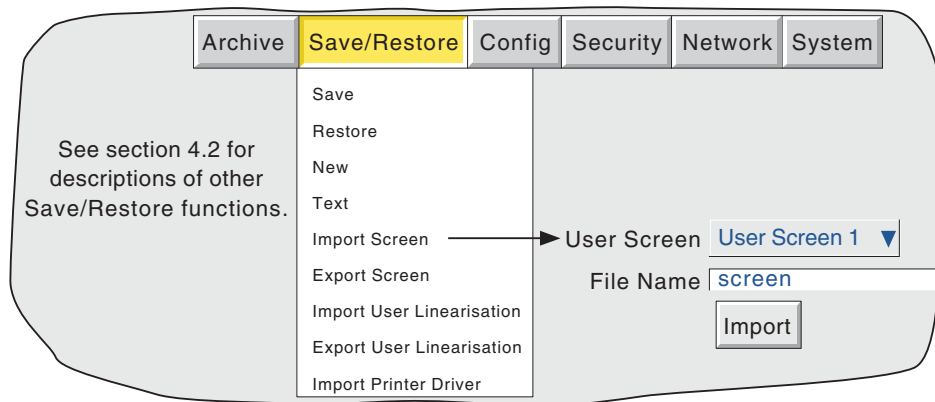 Archive Save/Restore Config Security Network System
See section 4.2 for
descriptions of other
Save/Restore functions.
Save
Restore
New
Text
Import Screen
Export Screen
Import User Linearisation
Export User Linearisation
Import Printer Driver
User Screen User Screen 1 ▼
File Name screen
Import